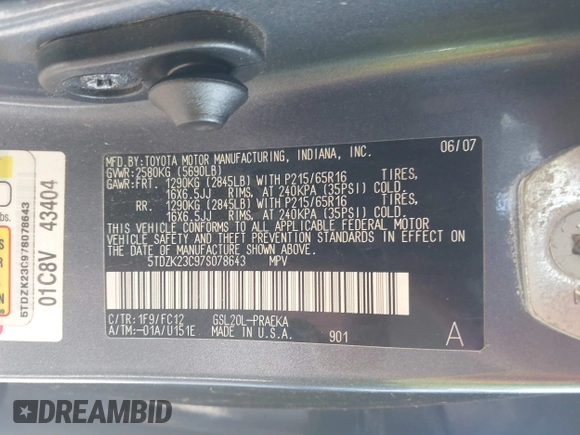 MFD.BY:TOYOTA MOTOR MANUFACTURING, INDIANA, INC. 06/07
GVWR:2580KG (5690LB)
GAWR:FRT. 1290KG (2845LB) WITH P215/65R16 TIRES,
16X6.5JJ RIMS, AT 240KPA (35PSI) COLD.
RR. 1290KG (2845LB) WITH P215/65R16 TIRES,
16X6.5JJ RIMS, AT 240KPA (35PSI) COLD.
THIS VEHICLE CONFORMS TO ALL APPLICABLE FEDERAL MOTOR
VEHICLE SAFETY AND THEFT PREVENTION STANDARDS IN EFFECT ON
THE DATE OF MANUFACTURE SHOWN ABOVE.
5TDZK23C97S078643 MPV
C/TR:1F9/FC12 GSL20L-PRAEKA
A/TM:-01A/U151E MADE IN U.S.A. 901 A
lbs.
5TDZK23C97S078643
01C8V 43404
AUTOBIDMASTER